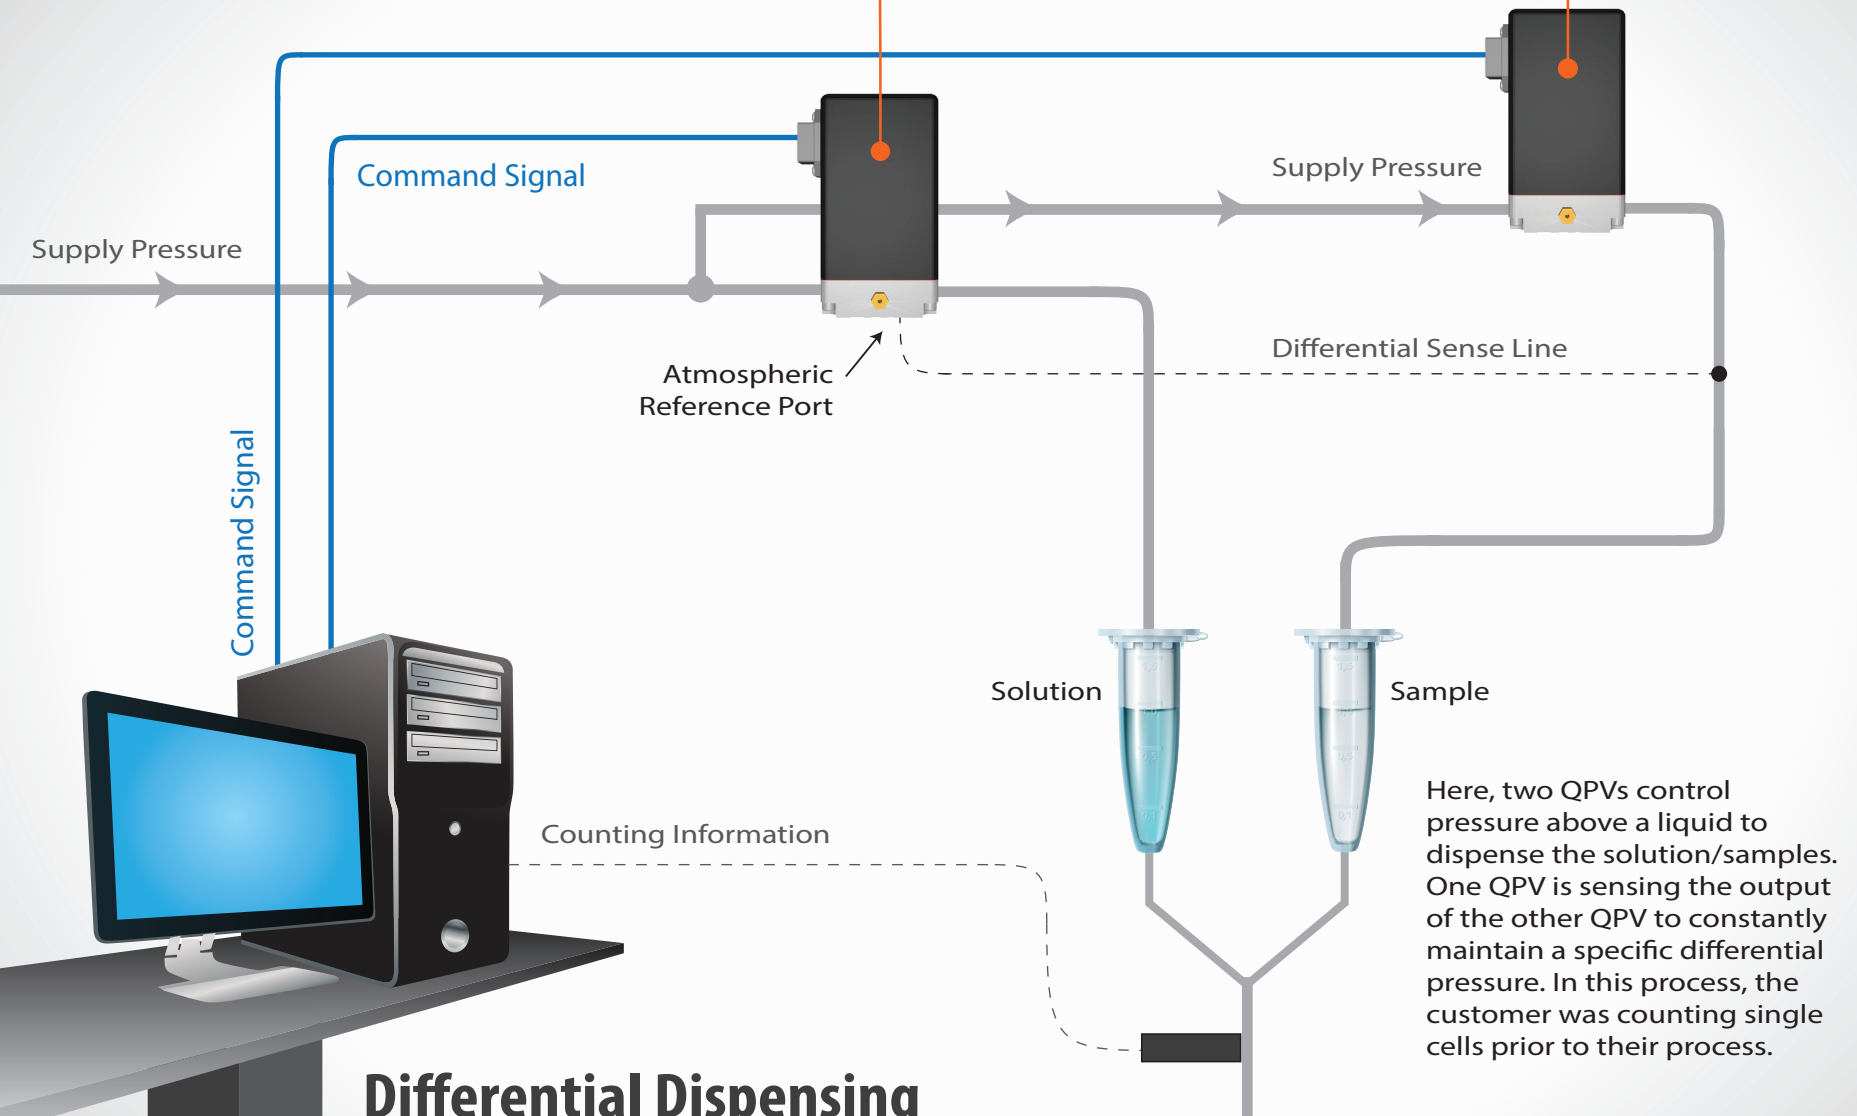 Command Signal
Supply Pressure
Supply Pressure
Differential Sense Line
Atmospheric
Reference Port
Command Signal
Solution
Sample
Counting Information
Here, two QPVs control
pressure above a liquid to
dispense the solution/samples.
One QPV is sensing the output
of the other QPV to constantly
maintain a specific differential
pressure. In this process, the
customer was counting single
cells prior to their process.
Differential Dispensing